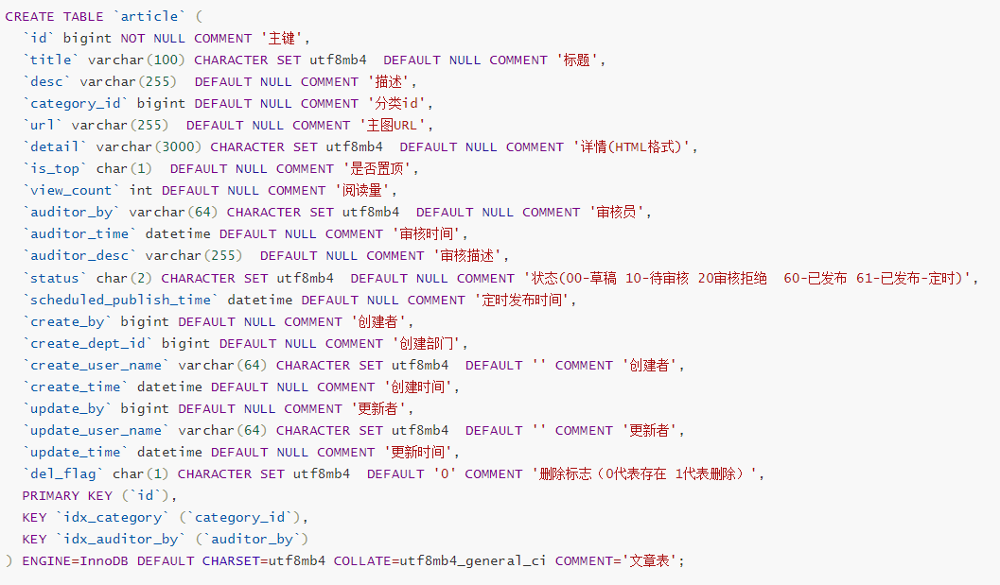 CREATE TABLE `article` (
  `id` bigint NOT NULL COMMENT '主键',
  `title` varchar(100) CHARACTER SET utf8mb4  DEFAULT NULL COMMENT '标题',
  `desc` varchar(255)  DEFAULT NULL COMMENT '描述',
  `category_id` bigint DEFAULT NULL COMMENT '分类id',
  `url` varchar(255)  DEFAULT NULL COMMENT '主图URL',
  `detail` varchar(3000) CHARACTER SET utf8mb4  DEFAULT NULL COMMENT '详情(HTML格式)',
  `is_top` char(1)  DEFAULT NULL COMMENT '是否置顶',
  `view_count` int DEFAULT NULL COMMENT '阅读量',
  `auditor_by` varchar(64) CHARACTER SET utf8mb4  DEFAULT NULL COMMENT '审核员',
  `auditor_time` datetime DEFAULT NULL COMMENT '审核时间',
  `auditor_desc` varchar(255)  DEFAULT NULL COMMENT '审核描述',
  `status` char(2) CHARACTER SET utf8mb4  DEFAULT NULL COMMENT '状态(00-草稿 10-待审核 20审核拒绝  60-已发布 61-已发布-定时)',
  `scheduled_publish_time` datetime DEFAULT NULL COMMENT '定时发布时间',
  `create_by` bigint DEFAULT NULL COMMENT '创建者',
  `create_dept_id` bigint DEFAULT NULL COMMENT '创建部门',
  `create_user_name` varchar(64) CHARACTER SET utf8mb4  DEFAULT '' COMMENT '创建者',
  `create_time` datetime DEFAULT NULL COMMENT '创建时间',
  `update_by` bigint DEFAULT NULL COMMENT '更新者',
  `update_user_name` varchar(64) CHARACTER SET utf8mb4  DEFAULT '' COMMENT '更新者',
  `update_time` datetime DEFAULT NULL COMMENT '更新时间',
  `del_flag` char(1) CHARACTER SET utf8mb4  DEFAULT '0' COMMENT '删除标志（0代表存在 1代表删除）',
  PRIMARY KEY (`id`),
  KEY `idx_category` (`category_id`),
  KEY `idx_auditor_by` (`auditor_by`)
) ENGINE=InnoDB DEFAULT CHARSET=utf8mb4 COLLATE=utf8mb4_general_ci COMMENT='文章表';